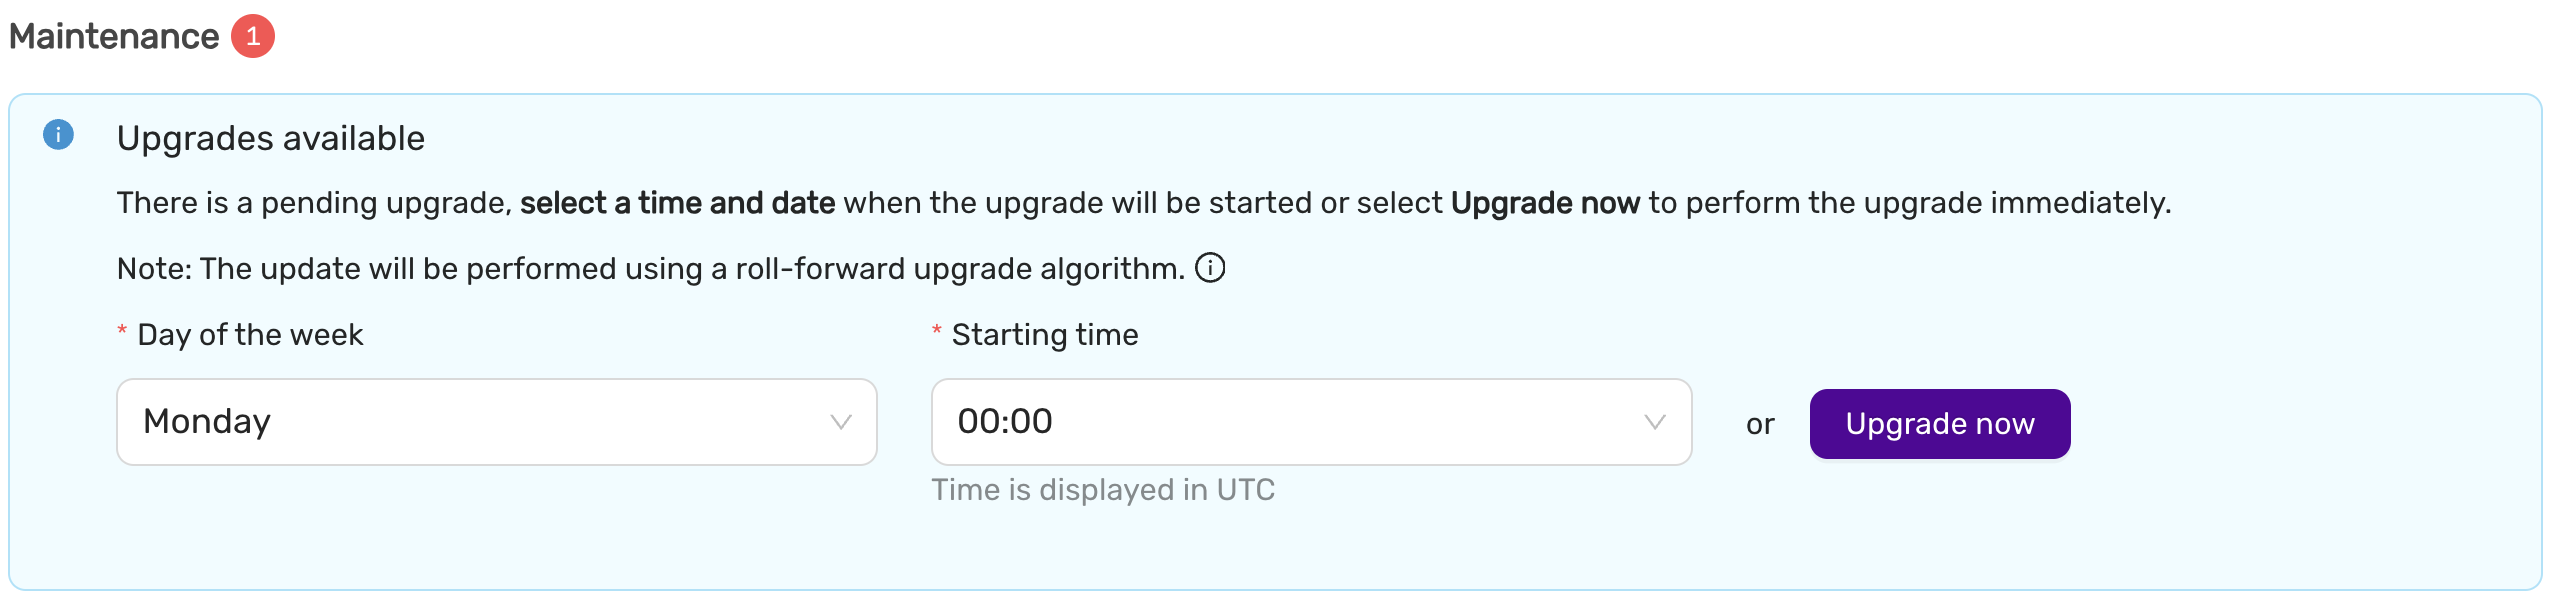 Maintenance 1
Upgrades available
There is a pending upgrade, select a time and date when the upgrade will be started or select Upgrade now to perform the upgrade immediately.
Note: The update will be performed using a roll-forward upgrade algorithm.
* Day of the week
* Starting time
Monday
00:00
or
Upgrade now
Time is displayed in UTC